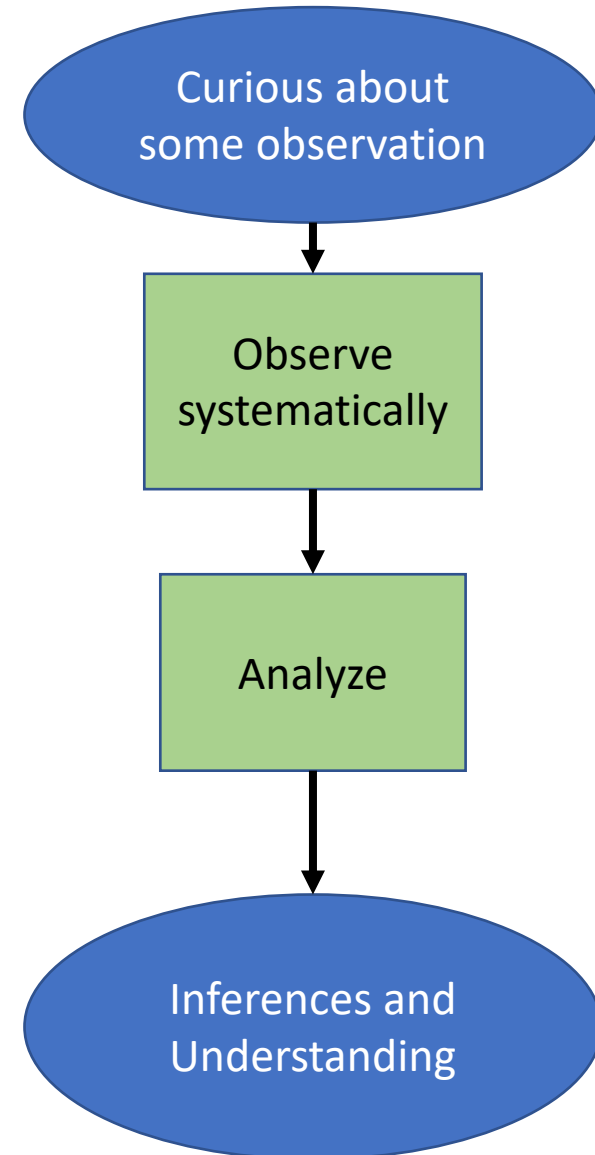 Curious about
some observation
Observe
systematically
Analyze
Inferences and
Understanding